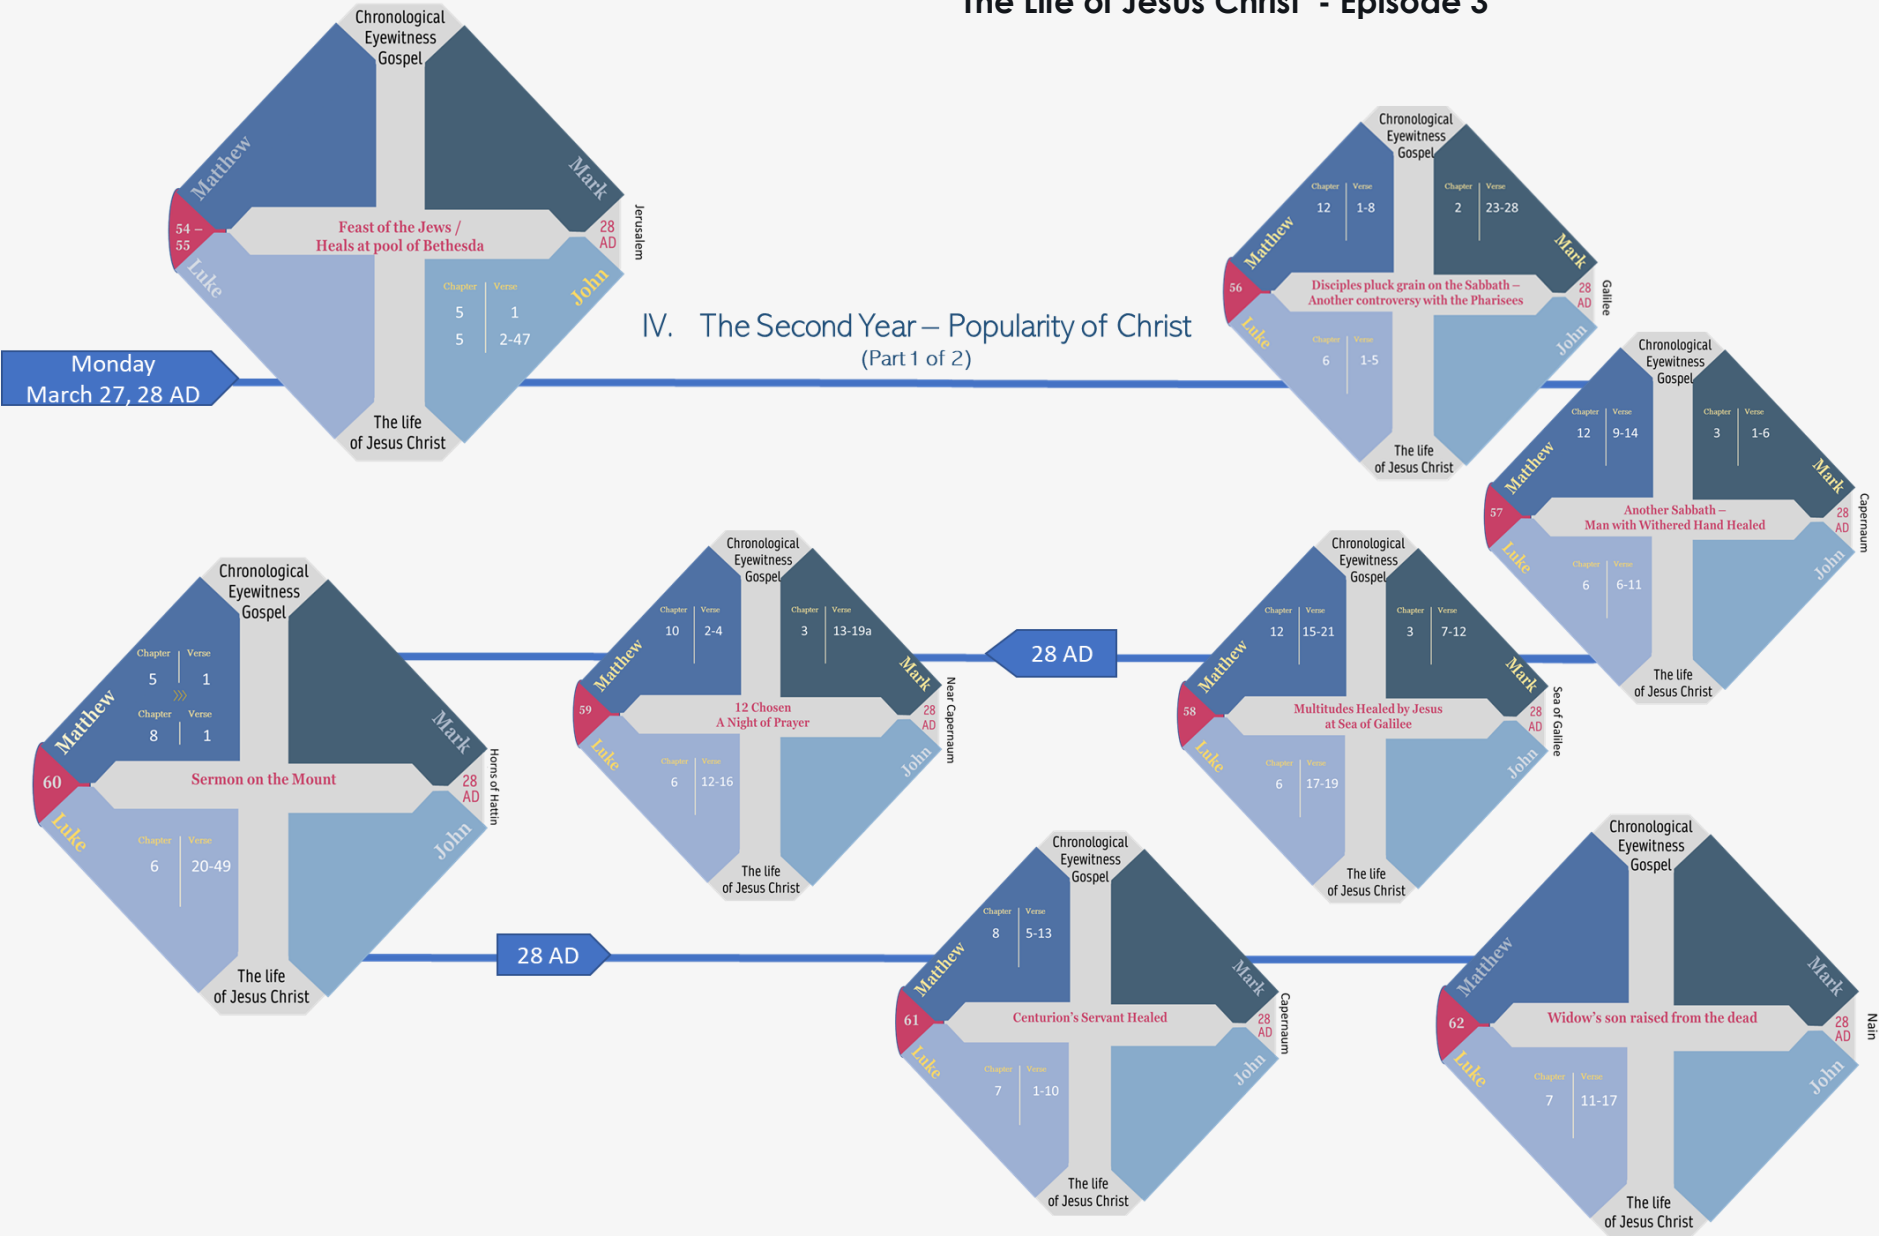 "The Life of Jesus Christ" - Episode 3
Chronological
Eyewitness
Gospel
Matthew
Mark
54 –
55
Feast of the Jews /
Heals at pool of Bethesda
28
AD
Jerusalem
Luke
John
Chapter Verse
5 1
5 2-47
The life
of Jesus Christ
Monday
March 27, 28 AD
IV. The Second Year – Popularity of Christ
(Part 1 of 2)
Chronological
Eyewitness
Gospel
Chapter Verse
12 1-8
Chapter Verse
2 23-28
Matthew
Mark
56
Disciples pluck grain on the Sabbath –
Another controversy with the Pharisees
28
AD
Galilee
Luke
John
Chapter Verse
6 1-5
The life
of Jesus Christ
Chronological
Eyewitness
Gospel
Chapter Verse
12 9-14
Chapter Verse
3 1-6
Matthew
Mark
57
Another Sabbath –
Man with Withered Hand Healed
28
AD
Capernaum
Luke
John
Chapter Verse
6 6-11
The life
of Jesus Christ
Chronological
Eyewitness
Gospel
Chapter Verse
12 15-21
Chapter Verse
3 7-12
Matthew
Mark
58
Multitudes Healed by Jesus
at Sea of Galilee
28
AD
Sea of Galilee
Luke
John
Chapter Verse
6 17-19
The life
of Jesus Christ
28 AD
Chronological
Eyewitness
Gospel
Chapter Verse
10 2-4
Chapter Verse
3 13-19a
Matthew
Mark
59
12 Chosen
A Night of Prayer
28
AD
Near Capernaum
Luke
John
Chapter Verse
6 12-16
The life
of Jesus Christ
Chronological
Eyewitness
Gospel
Chapter Verse
5 1
Chapter Verse
8 1
Matthew
Mark
60
Sermon on the Mount
28
AD
Horns of Hattin
Luke
John
Chapter Verse
6 20-49
The life
of Jesus Christ
28 AD
Chronological
Eyewitness
Gospel
Chapter Verse
8 5-13
Matthew
Mark
61
Centurion's Servant Healed
28
AD
Capernaum
Luke
John
Chapter Verse
7 1-10
The life
of Jesus Christ
Chronological
Eyewitness
Gospel
Matthew
Mark
62
Widow's son raised from the dead
28
AD
Nain
Luke
John
Chapter Verse
7 11-17
The life
of Jesus Christ